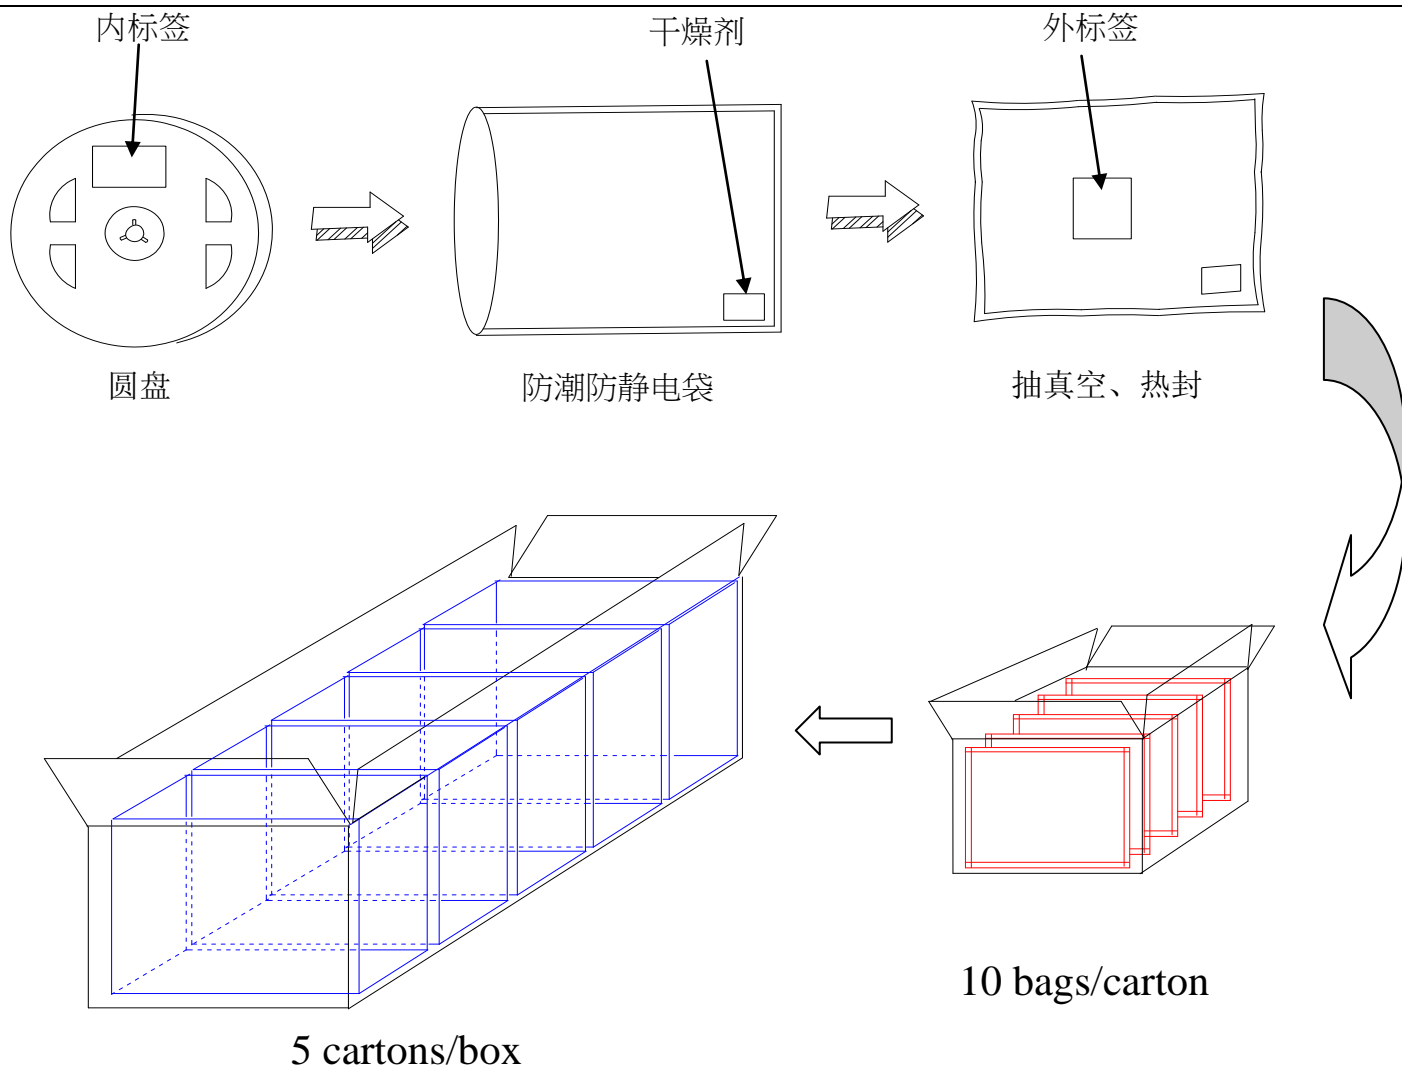 内标签
干燥剂
外标签
圆盘
防潮防静电袋
抽真空、热封
10 bags/carton
5 cartons/box